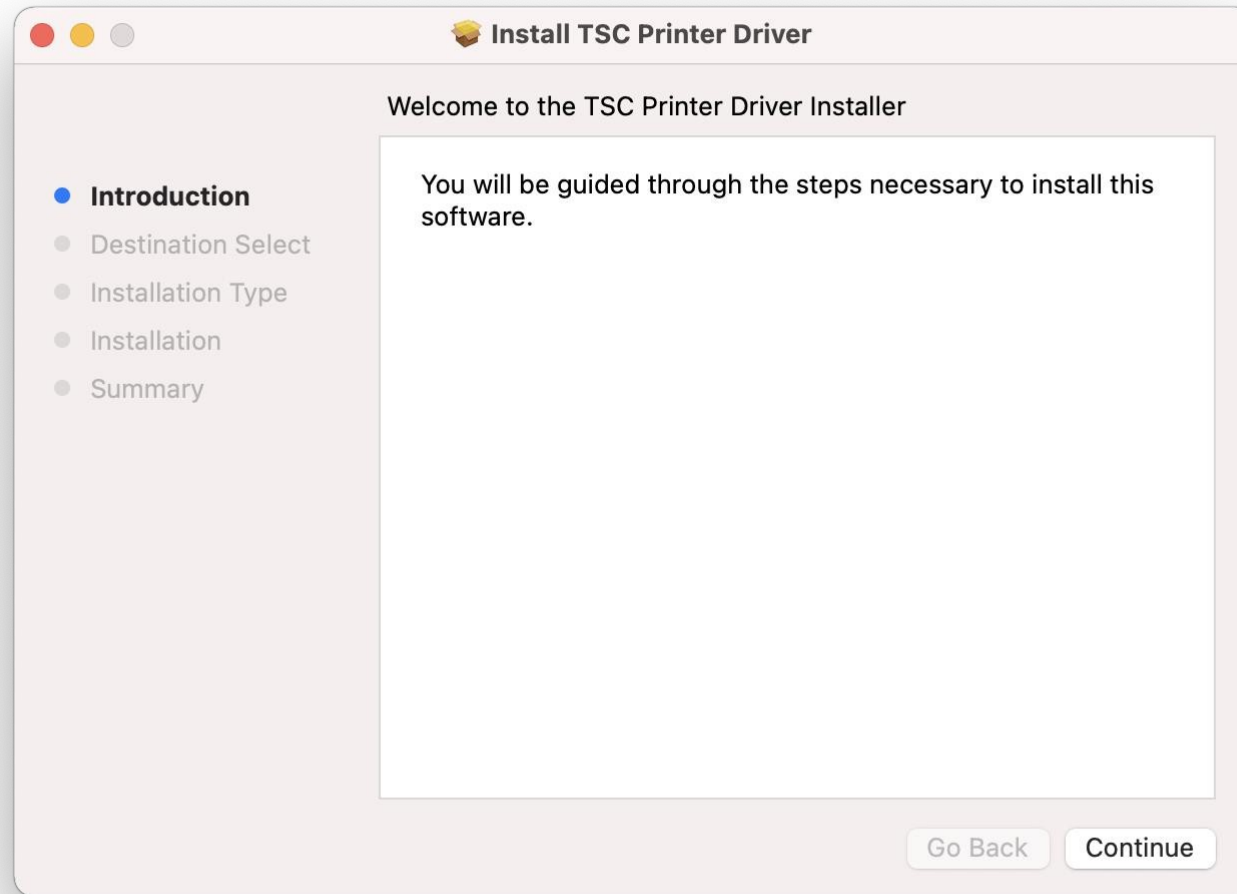 Install TSC Printer Driver
Welcome to the TSC Printer Driver Installer
Introduction
Destination Select
Installation Type
Installation
Summary
You will be guided through the steps necessary to install this
software.
Go Back
Continue